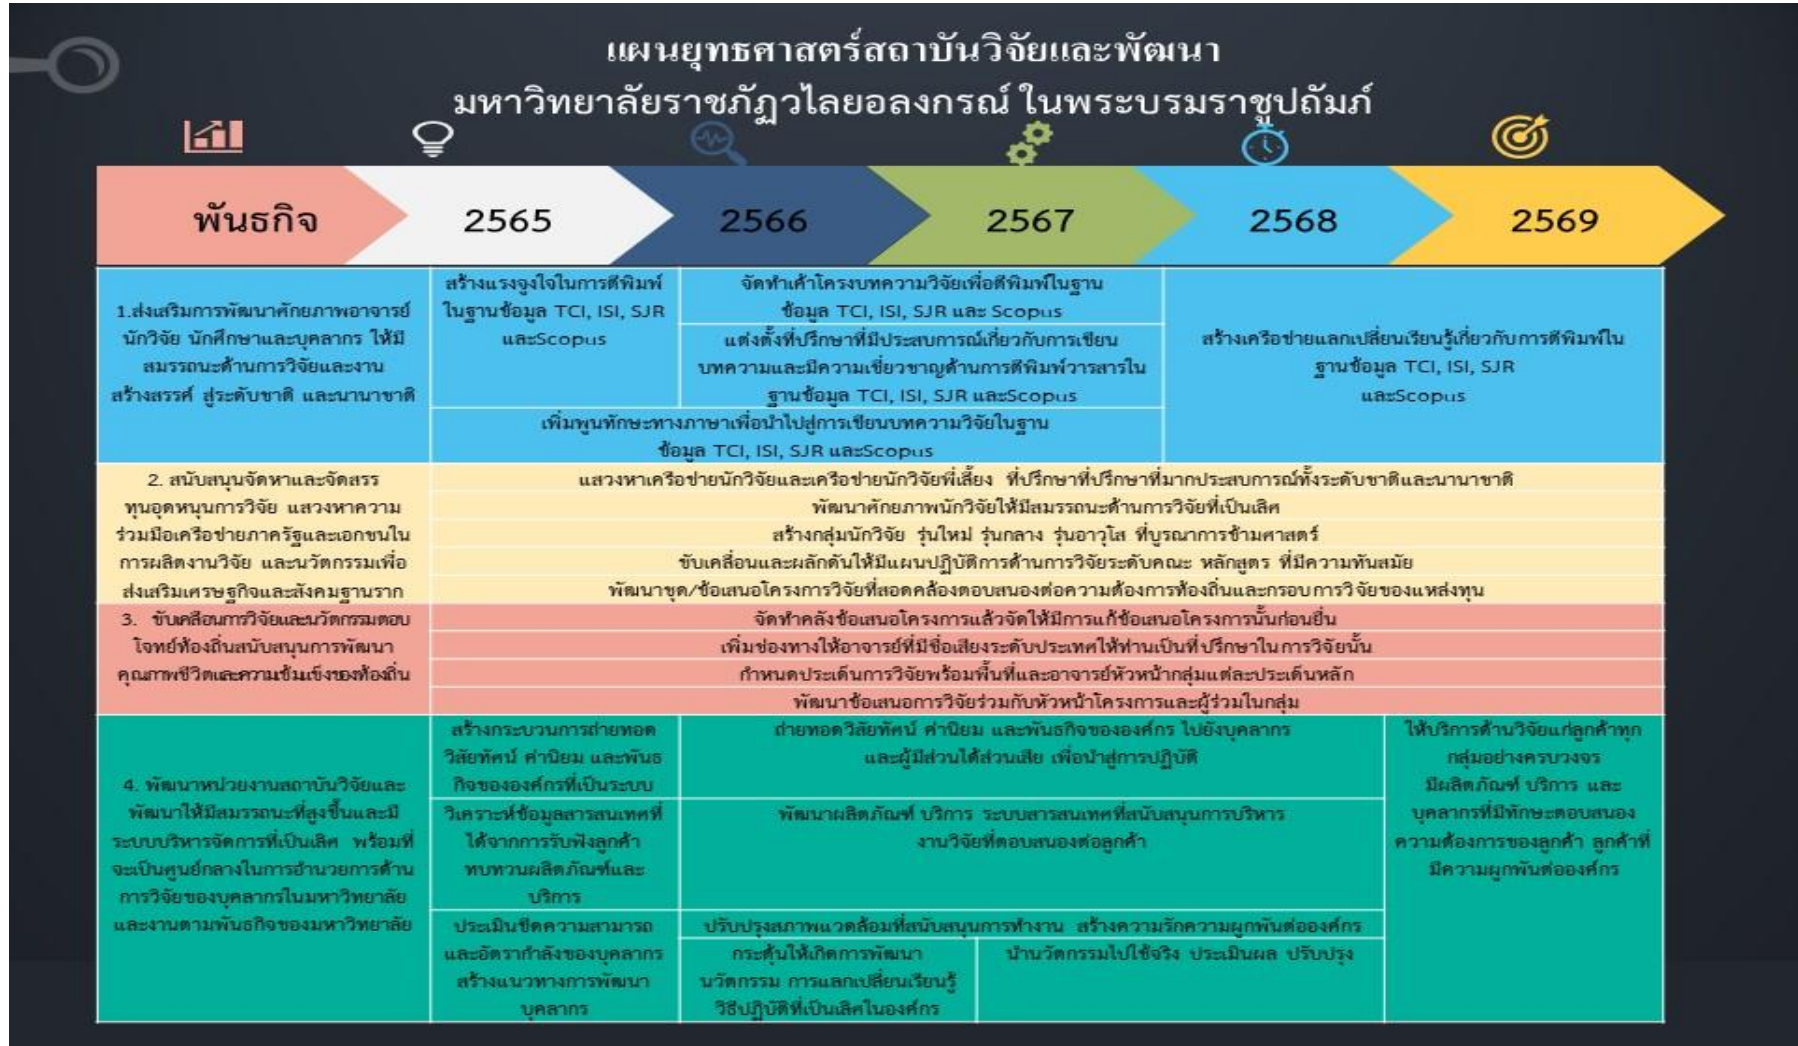 แผนยุทธศาสตร์สถาบันวิจัยและพัฒนา
มหาวิทยาลัยราชภัฏวไลยอลงกรณ์ ในพระบรมราชูปถัมภ์
พันธกิจ
2565
2566
2567
2568
2569
1.ส่งเสริมการพัฒนาศักยภาพอาจารย์
นักวิจัย นักศึกษาและบุคลากร ให้มี
สมรรถนะด้านการวิจัยและงาน
สร้างสรรค์ สู่ระดับชาติ และนานาชาติ
สร้างแรงจูงใจในการตีพิมพ์
ในฐานข้อมูล TCI, ISI, SJR
และScopus
จัดทำเค้าโครงบทความวิจัยเพื่อตีพิมพ์ในฐาน
ข้อมูล TCI, ISI, SJR และ Scopus
แต่งตั้งที่ปรึกษาที่มีประสบการณ์เกี่ยวกับการเขียน
บทความและมีความเชี่ยวชาญด้านการตีพิมพ์วารสารใน
ฐานข้อมูล TCI, ISI, SJR และScopus
เพิ่มพูนทักษะทางภาษาเพื่อนำไปสู่การเขียนบทความวิจัยในฐาน
ข้อมูล TCI, ISI, SJR และScopus
สร้างเครือข่ายแลกเปลี่ยนเรียนรู้เกี่ยวกับการตีพิมพ์ใน
ฐานข้อมูล TCI, ISI, SJR
และScopus
2. สนับสนุนจัดหาและจัดสรร
ทุนอุดหนุนการวิจัย แสวงหาความ
ร่วมมือเครือข่ายภาครัฐและเอกชนใน
การผลิตงานวิจัย และนวัตกรรมเพื่อ
ส่งเสริมเศรษฐกิจและสังคมฐานราก
แสวงหาเครือข่ายนักวิจัยและเครือข่ายนักวิจัยพี่เลี้ยง ที่ปรึกษาที่ปรึกษาที่มากประสบการณ์ทั้งระดับชาติและนานาชาติ
พัฒนาศักยภาพนักวิจัยให้มีสมรรถนะด้านการวิจัยที่เป็นเลิศ
สร้างกลุ่มนักวิจัย รุ่นใหม่ รุ่นกลาง รุ่นอาวุโส ที่บูรณาการข้ามศาสตร์
ขับเคลื่อนและผลักดันให้มีแผนปฏิบัติการด้านการวิจัยระดับคณะ หลักสูตร ที่มีความทันสมัย
พัฒนาชุด/ข้อเสนอโครงการวิจัยที่สอดคล้องตอบสนองต่อความต้องการท้องถิ่นและกรอบการวิจัยของแหล่งทุน
3. ขับเคลื่อนการวิจัยและนวัตกรรมตอบ
โจทย์ท้องถิ่นสนับสนุนการพัฒนา
คุณภาพชีวิตและความเข้มแข็งของท้องถิ่น
จัดทำคลังข้อเสนอโครงการแล้วจัดให้มีการแก้ข้อเสนอโครงการนั้นก่อนยื่น
เพิ่มช่องทางให้อาจารย์ที่มีชื่อเสียงระดับประเทศให้ท่านเป็นที่ปรึกษาในการวิจัยนั้น
กำหนดประเด็นการวิจัยพร้อมพื้นที่และอาจารย์หัวหน้ากลุ่มแต่ละประเด็นหลัก
พัฒนาข้อเสนอการวิจัยร่วมกับหัวหน้าโครงการและผู้ร่วมในกลุ่ม
4. พัฒนาหน่วยงานสถาบันวิจัยและ
พัฒนาให้มีสมรรถนะที่สูงขึ้นและมี
ระบบบริหารจัดการที่เป็นเลิศ พร้อมที่
จะเป็นศูนย์กลางในการอำนวยการด้าน
การวิจัยของบุคลากรในมหาวิทยาลัย
และงานตามพันธกิจของมหาวิทยาลัย
สร้างกระบวนการถ่ายทอด
วิสัยทัศน์ ค่านิยม และพันธ
กิจขององค์กรที่เป็นระบบ
วิเคราะห์ข้อมูลสารสนเทศที่
ได้จากการรับฟังลูกค้า
ทบทวนผลิตภัณฑ์และ
บริการ
ประเมินขีดความสามารถ
และอัตรากำลังของบุคลากร
สร้างแนวทางการพัฒนา
บุคลากร
ถ่ายทอดวิสัยทัศน์ ค่านิยม และพันธกิจขององค์กร ไปยังบุคลากร
และผู้มีส่วนได้ส่วนเสีย เพื่อนำสู่การปฏิบัติ
พัฒนาผลิตภัณฑ์ บริการ ระบบสารสนเทศที่สนับสนุนการบริหาร
งานวิจัยที่ตอบสนองต่อลูกค้า
ปรับปรุงสภาพแวดล้อมที่สนับสนุนการทำงาน สร้างความรักความผูกพันต่อองค์กร
กระตุ้นให้เกิดการพัฒนา
นวัตกรรม การแลกเปลี่ยนเรียนรู้
วิธีปฏิบัติที่เป็นเลิศในองค์กร
นำนวัตกรรมไปใช้จริง ประเมินผล ปรับปรุง
ให้บริการด้านวิจัยแก่ลูกค้าทุก
กลุ่มอย่างครบวงจร
มีผลิตภัณฑ์ บริการ และ
บุคลากรที่มีทักษะตอบสนอง
ความต้องการของลูกค้า ลูกค้าที่
มีความผูกพันต่อองค์กร